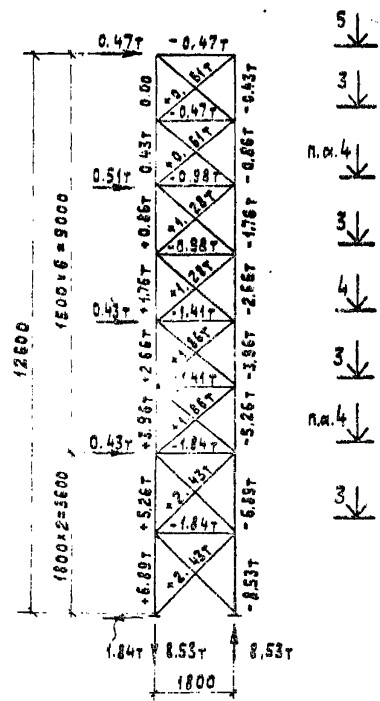 0.47т
-0.47т
5
0.00
+0.61т
-0.43т
3
-0.47т
0.43т
+0.61т
-0.86т
п.а.4
0.51т
-0.98т
+0.86т
+1.28т
-1.76т
3
-0.98т
+1.76т
+1.28т
-2.66т
4
0.43т
-1.41т
+2.66т
+1.86т
-3.96т
3
-1.41т
+3.96т
+1.86т
-5.26т
п.а.4
0.43т
-1.84т
+5.26т
+2.43т
-6.89т
3
-1.84т
+6.89т
+2.43т
-8.53т
12600
1500×6=9000
1800×2=3600
1.84т
8.53т
8,53т
1800